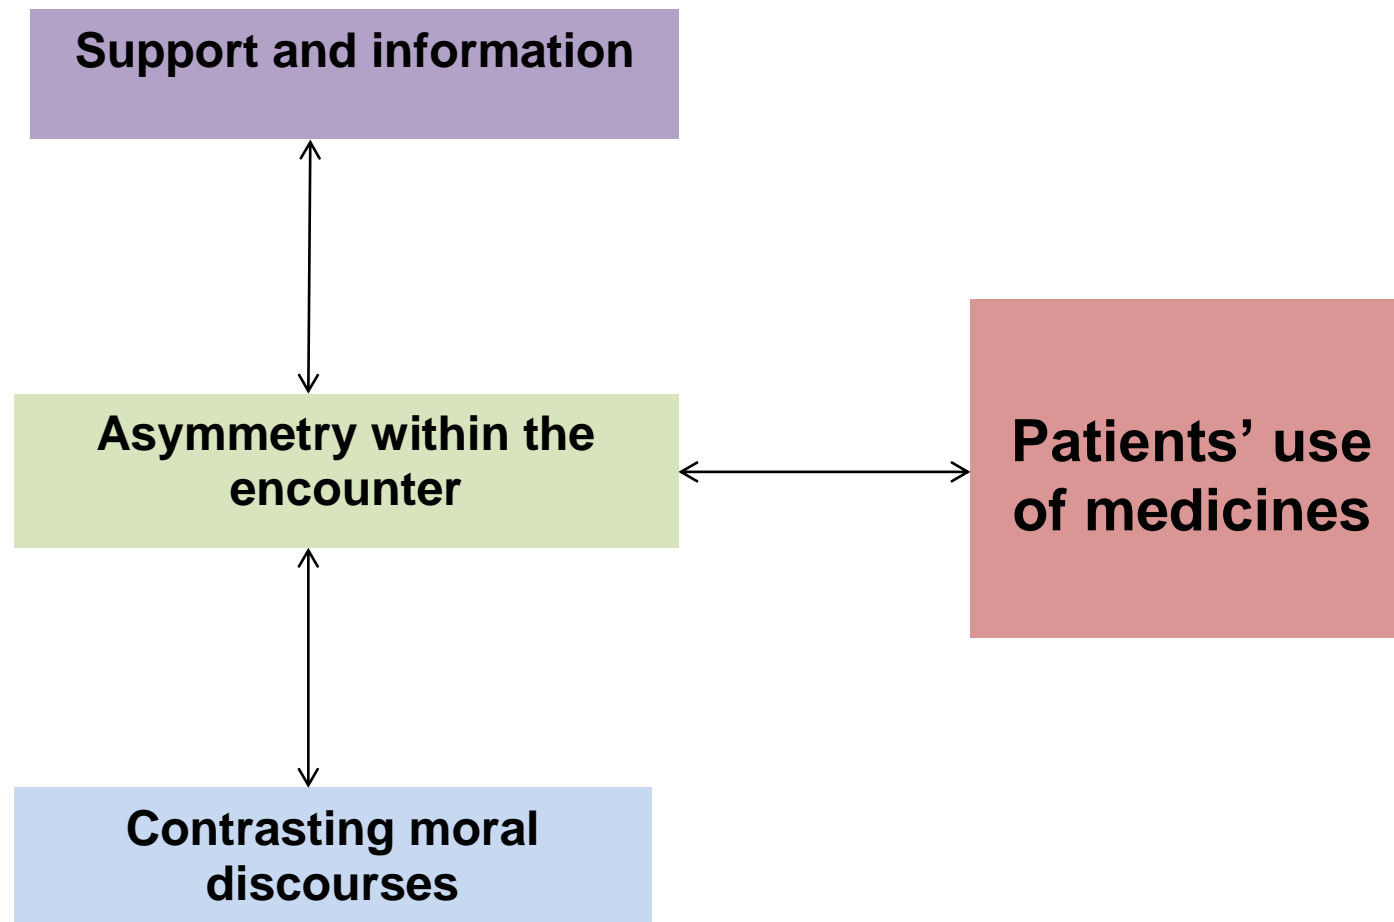 Support and information
Asymmetry within the
encounter
Patients’ use
of medicines
Contrasting moral
discourses